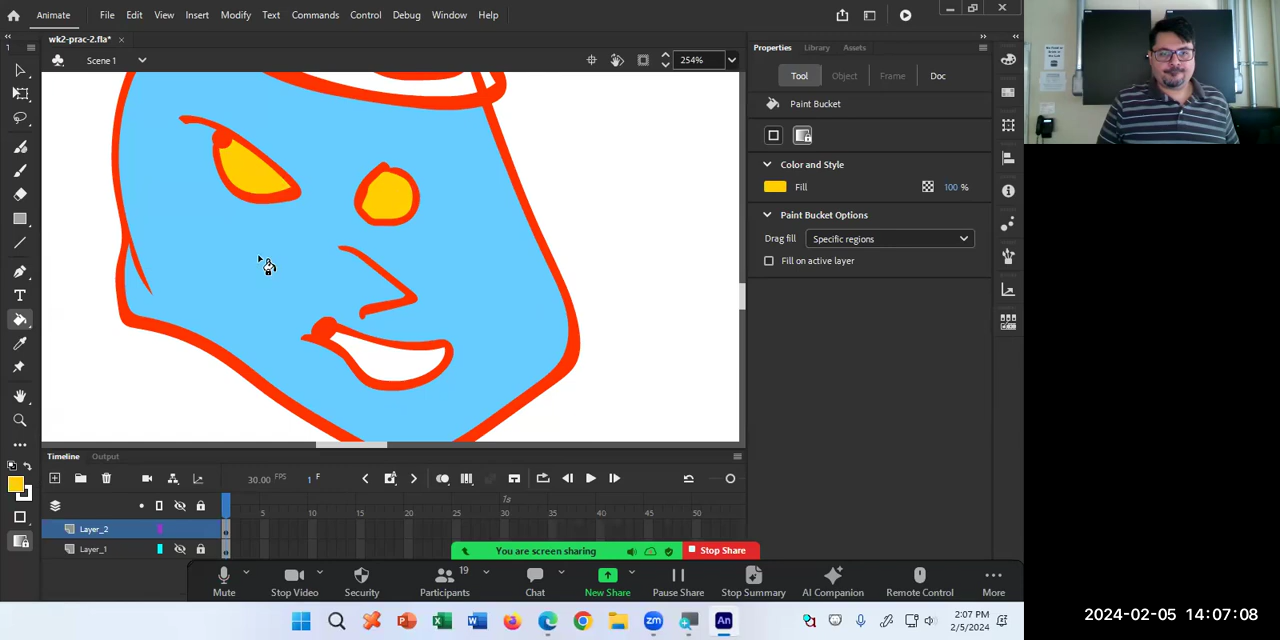 Animate File Edit View Insert Modify Text Commands Control Debug Window Help
wk2-prac-2.fla*
Scene 1 254%
Properties Library Assets
Tool Object Frame Doc
Paint Bucket
Color and Style
Fill 100 %
Paint Bucket Options
Drag fill Specific regions
Fill on active layer
Timeline Output
30.00 FPS 1 F
1s
5 10 15 20 25 30 35 40 45 50
Layer_2
Layer_1
You are screen sharing Stop Share
19
Mute Stop Video Security Participants Chat New Share Pause Share Stop Summary AI Companion Remote Control More
2:07 PM
2/5/2024
2024-02-05 14:07:08